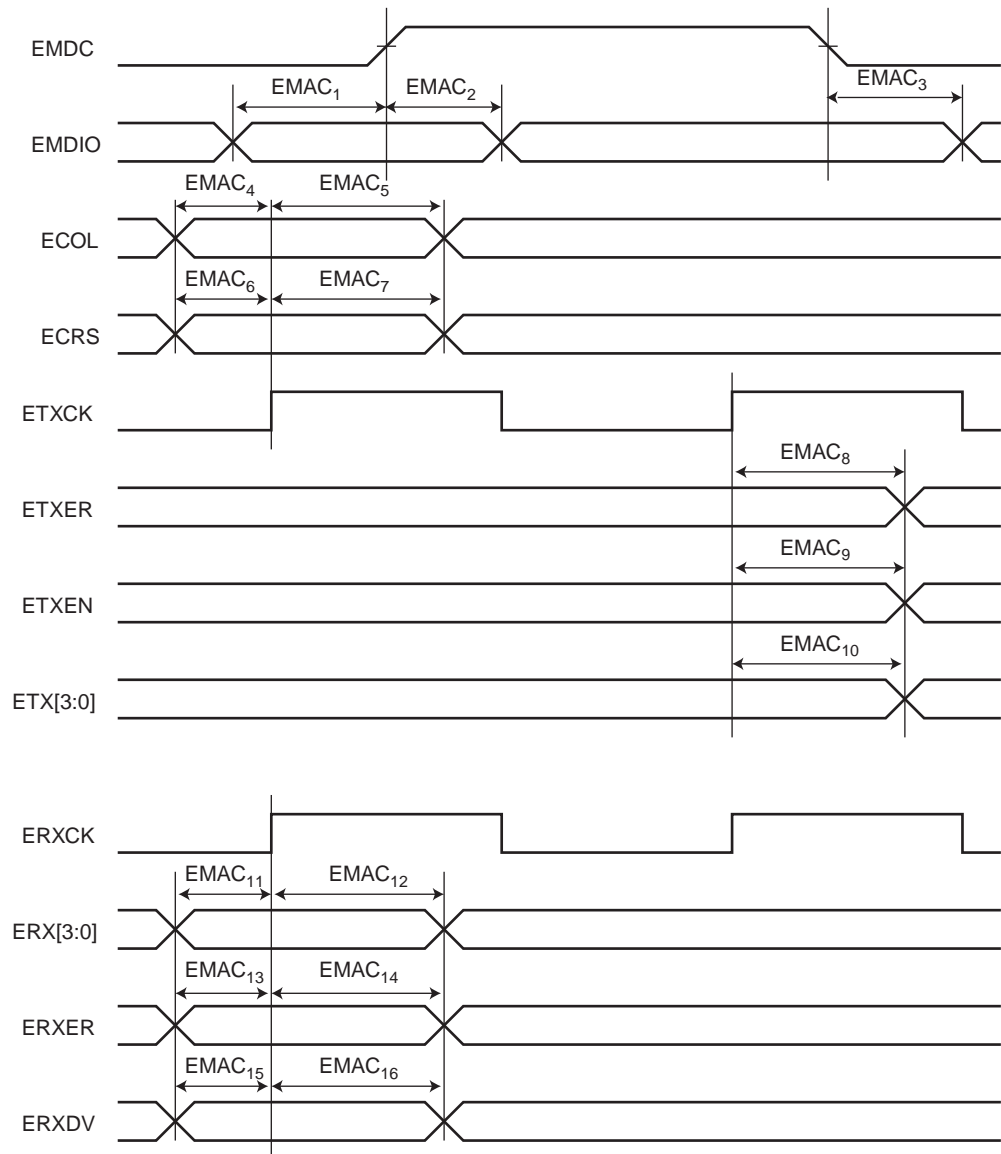 EMDC
EMAC1 EMAC2 EMAC3
EMDIO
EMAC4 EMAC5
ECOL
EMAC6 EMAC7
ECRS
ETXCK
EMAC8
ETXER
EMAC9
ETXEN
EMAC10
ETX[3:0]
ERXCK
EMAC11 EMAC12
ERX[3:0]
EMAC13 EMAC14
ERXER
EMAC15 EMAC16
ERXDV